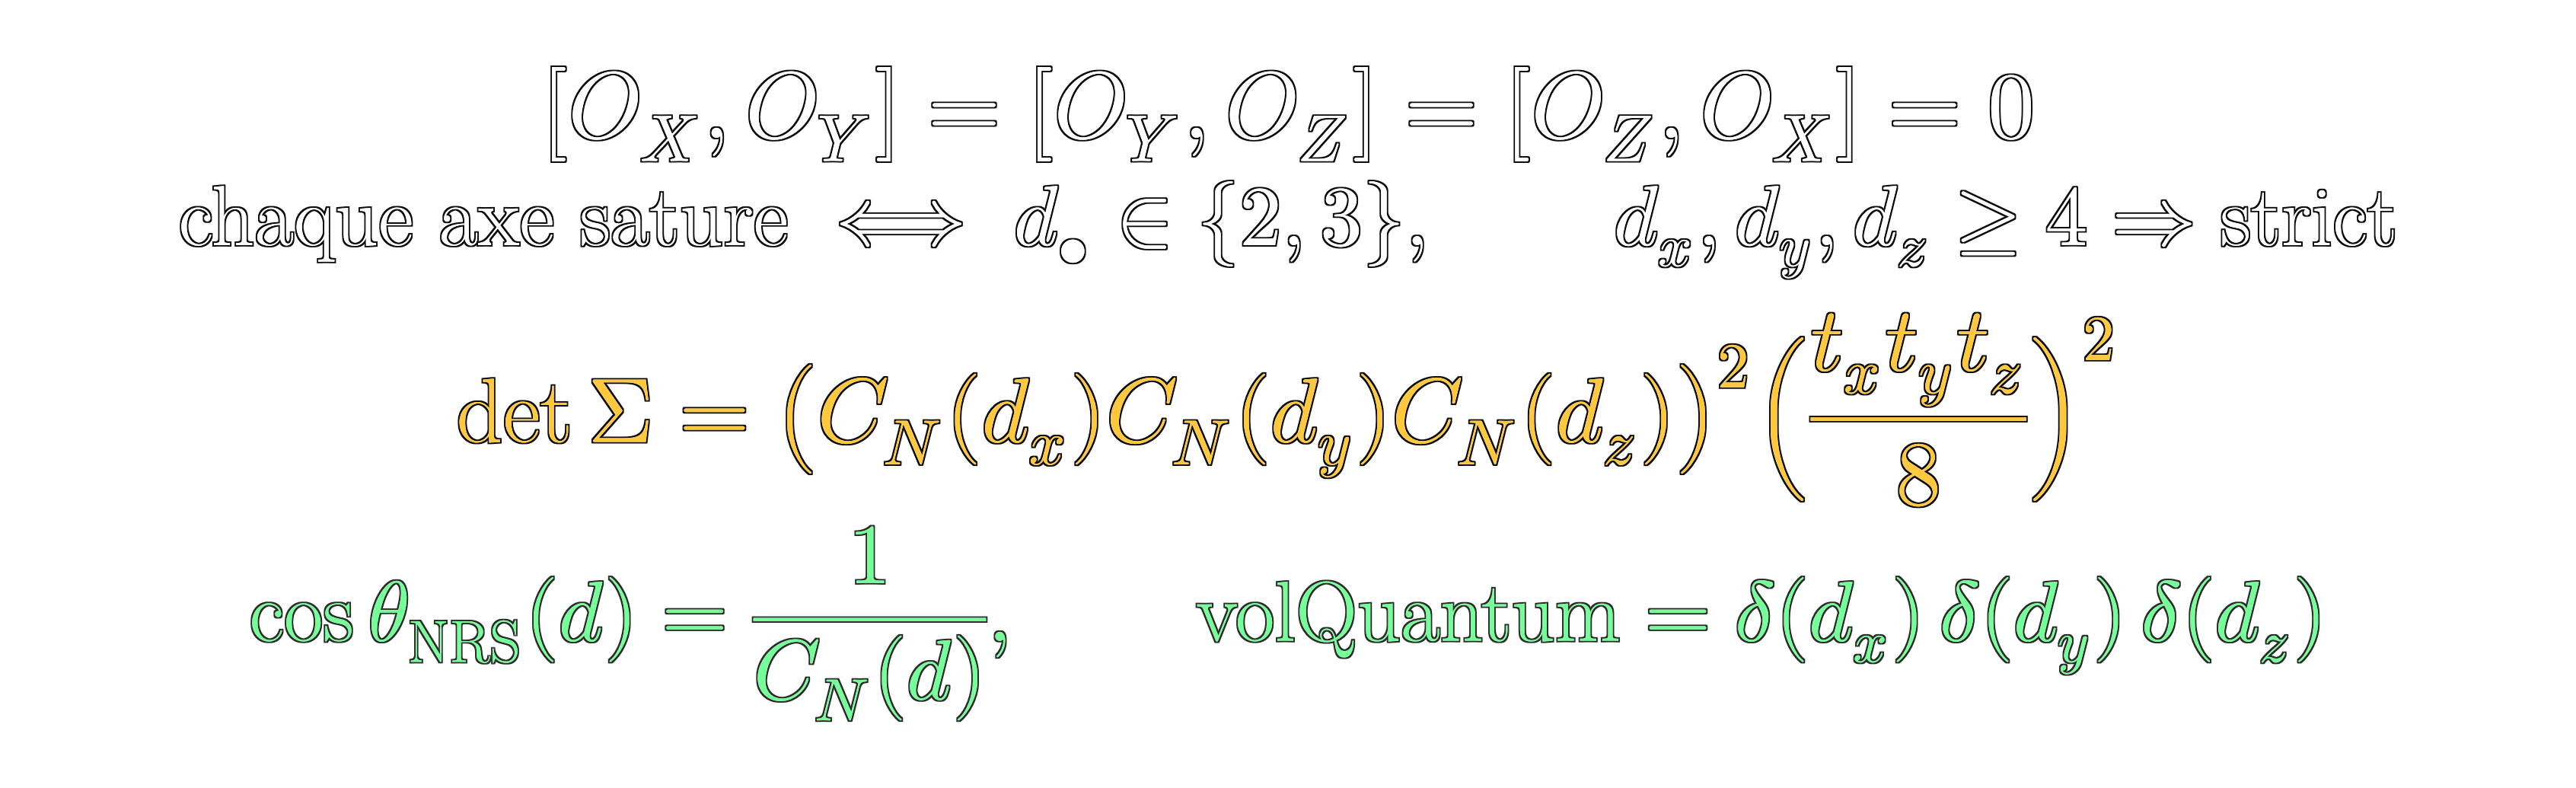 [O_X, O_Y] = [O_Y, O_Z] = [O_Z, O_X] = 0
chaque axe sature ⟺ d_• ∈ {2, 3}, d_x, d_y, d_z ≥ 4 ⇒ strict
det Σ = (C_N(d_x)C_N(d_y)C_N(d_z))² (t_x t_y t_z / 8)²
cos θ_NRS(d) = 1 / C_N(d), volQuantum = δ(d_x) δ(d_y) δ(d_z)